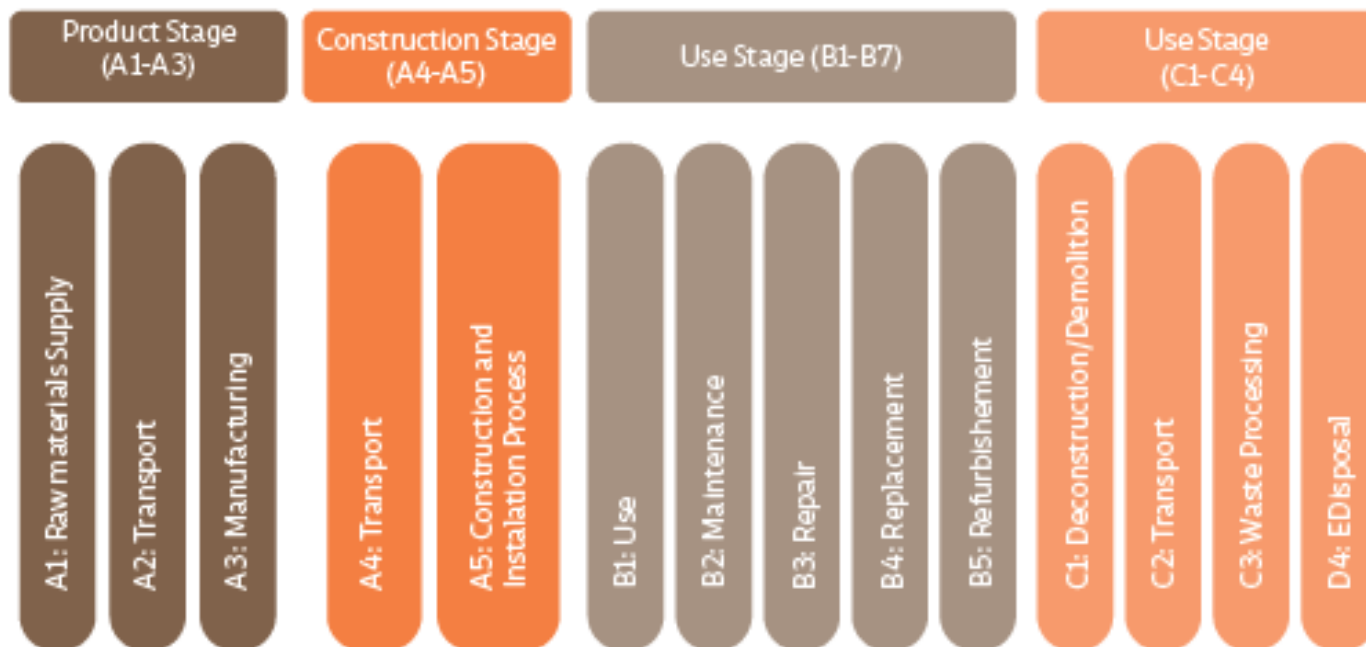 Product Stage
(A1-A3)
Construction Stage
(A4-A5)
Use Stage (B1-B7)
Use Stage
(C1-C4)
A1: Raw materials Supply
A2: Transport
A3: Manufacturing
A4: Transport
A5: Construction and
Instalation Process
B1: Use
B2: Maintenance
B3: Repair
B4: Replacement
B5: Refurbishement
C1: Deconstruction/Demolition
C2: Transport
C3: Waste Processing
D4: EDisposal